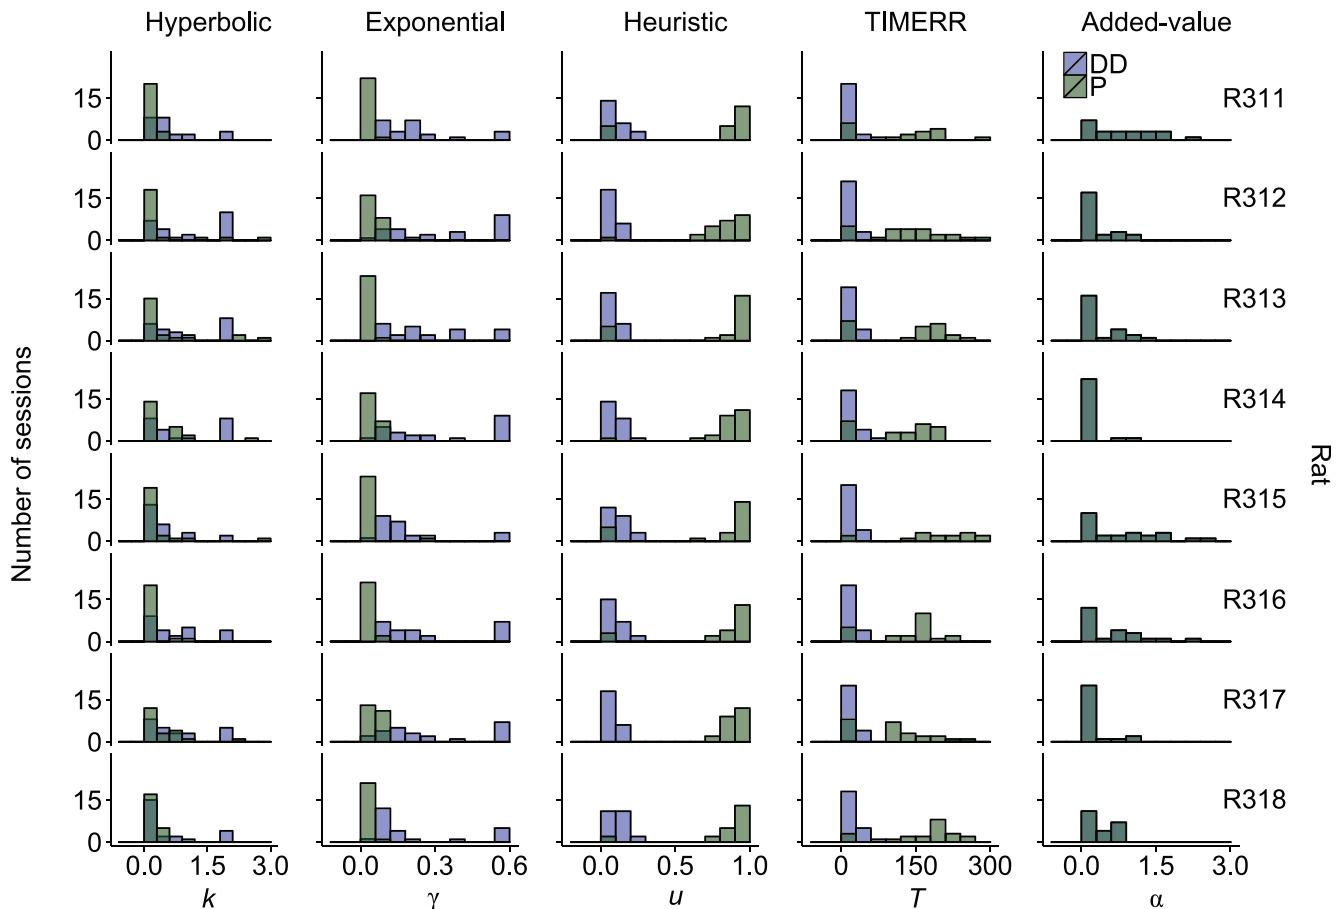 Hyperbolic Exponential Heuristic TIMERR Added-value
DD
P
15
0
R311
15
0
R312
15
0
R313
15
0
R314
15
0
R315
15
0
R316
15
0
R317
15
0
R318
Number of sessions
Rat
0.0 1.5 3.0 0.0 0.3 0.6 0.0 0.5 1.0 0 150 300 0.0 1.5 3.0
k γ u T α